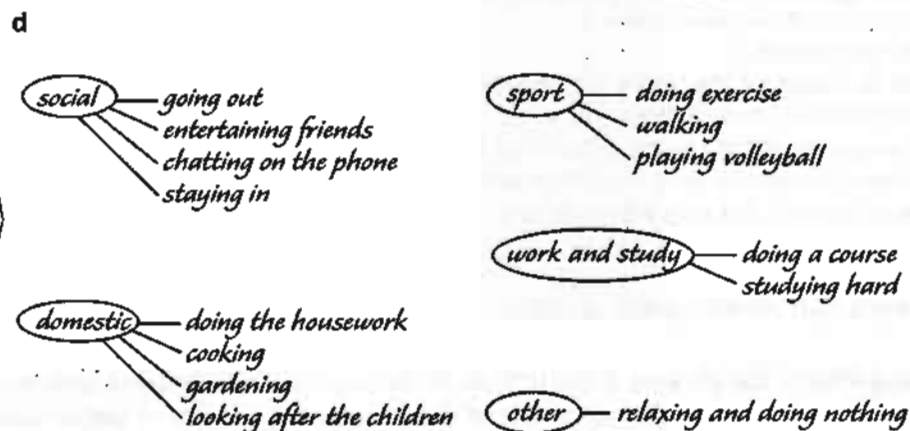 d
social
going out
entertaining friends
chatting on the phone
staying in
domestic
doing the housework
cooking
gardening
looking after the children
sport
doing exercise
walking
playing volleyball
work and study
doing a course
studying hard
other
relaxing and doing nothing